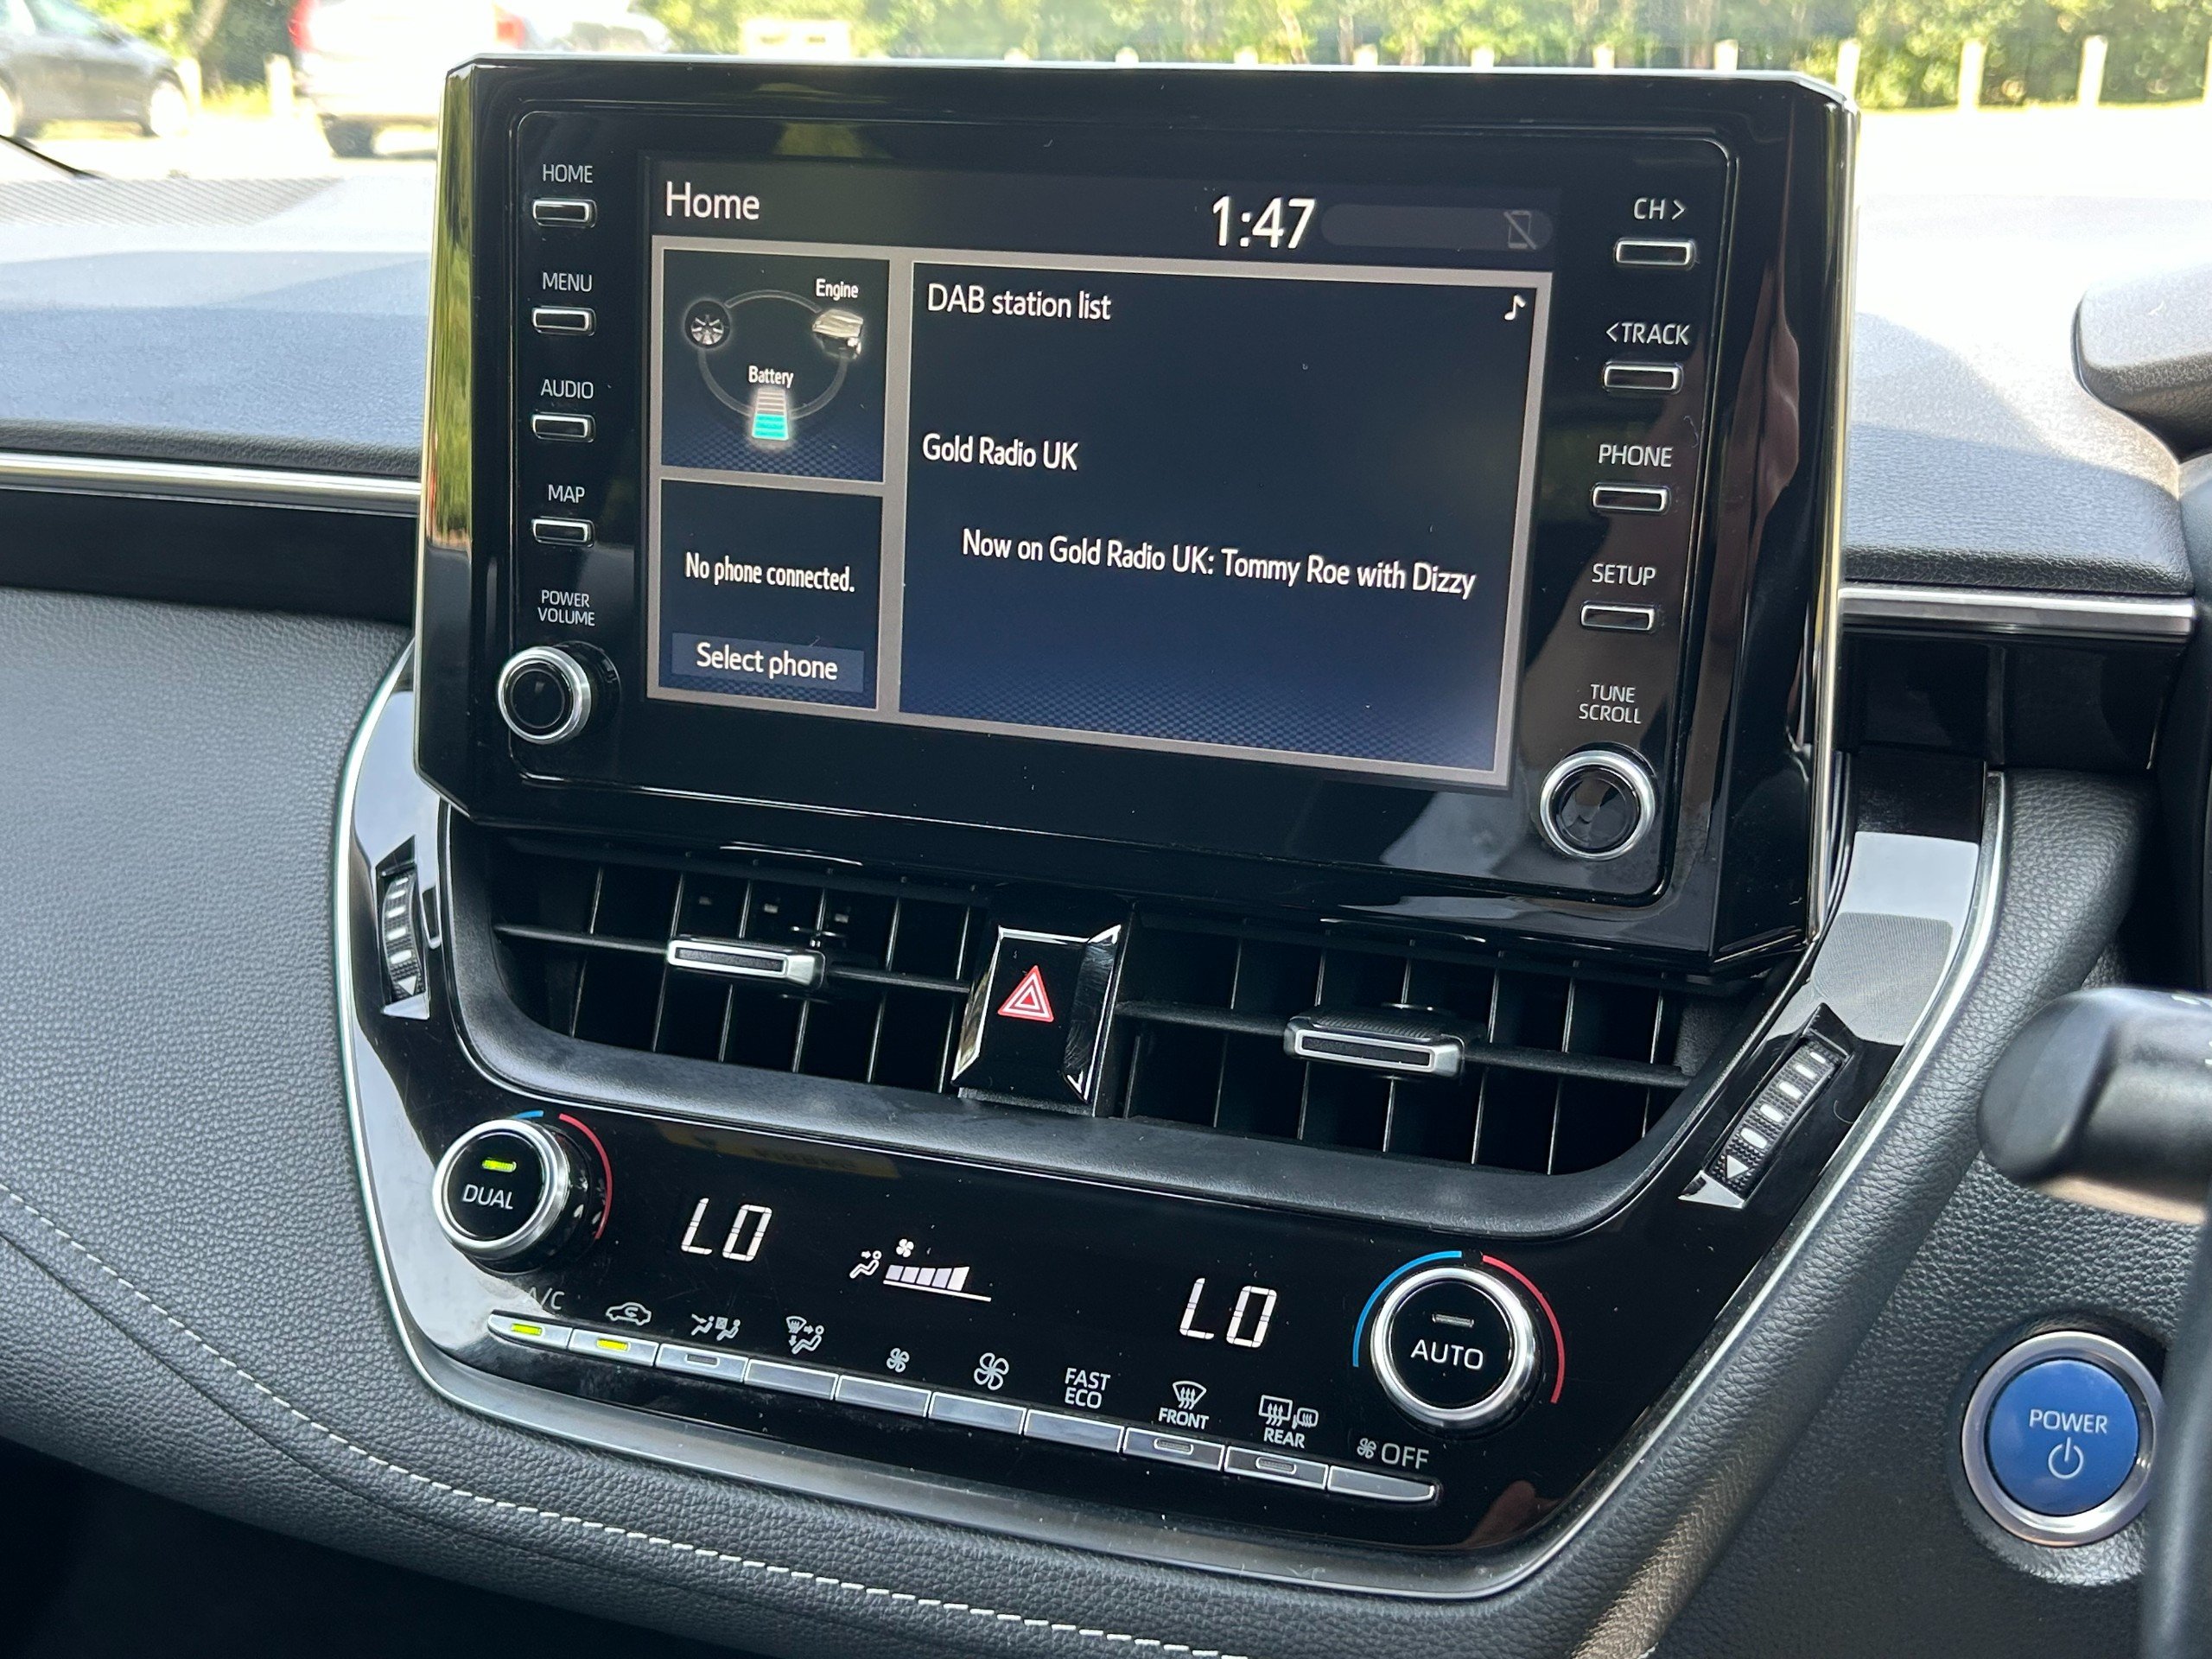 HOME
MENU
AUDIO
MAP
POWER
VOLUME
Home
1:47
Engine
Battery
No phone connected.
Select phone
DAB station list
Gold Radio UK
Now on Gold Radio UK: Tommy Roe with Dizzy
CH >
< TRACK
PHONE
SETUP
TUNE
SCROLL
DUAL
LO
LO
AUTO
A/C
FAST
ECO
FRONT
REAR
OFF
POWER